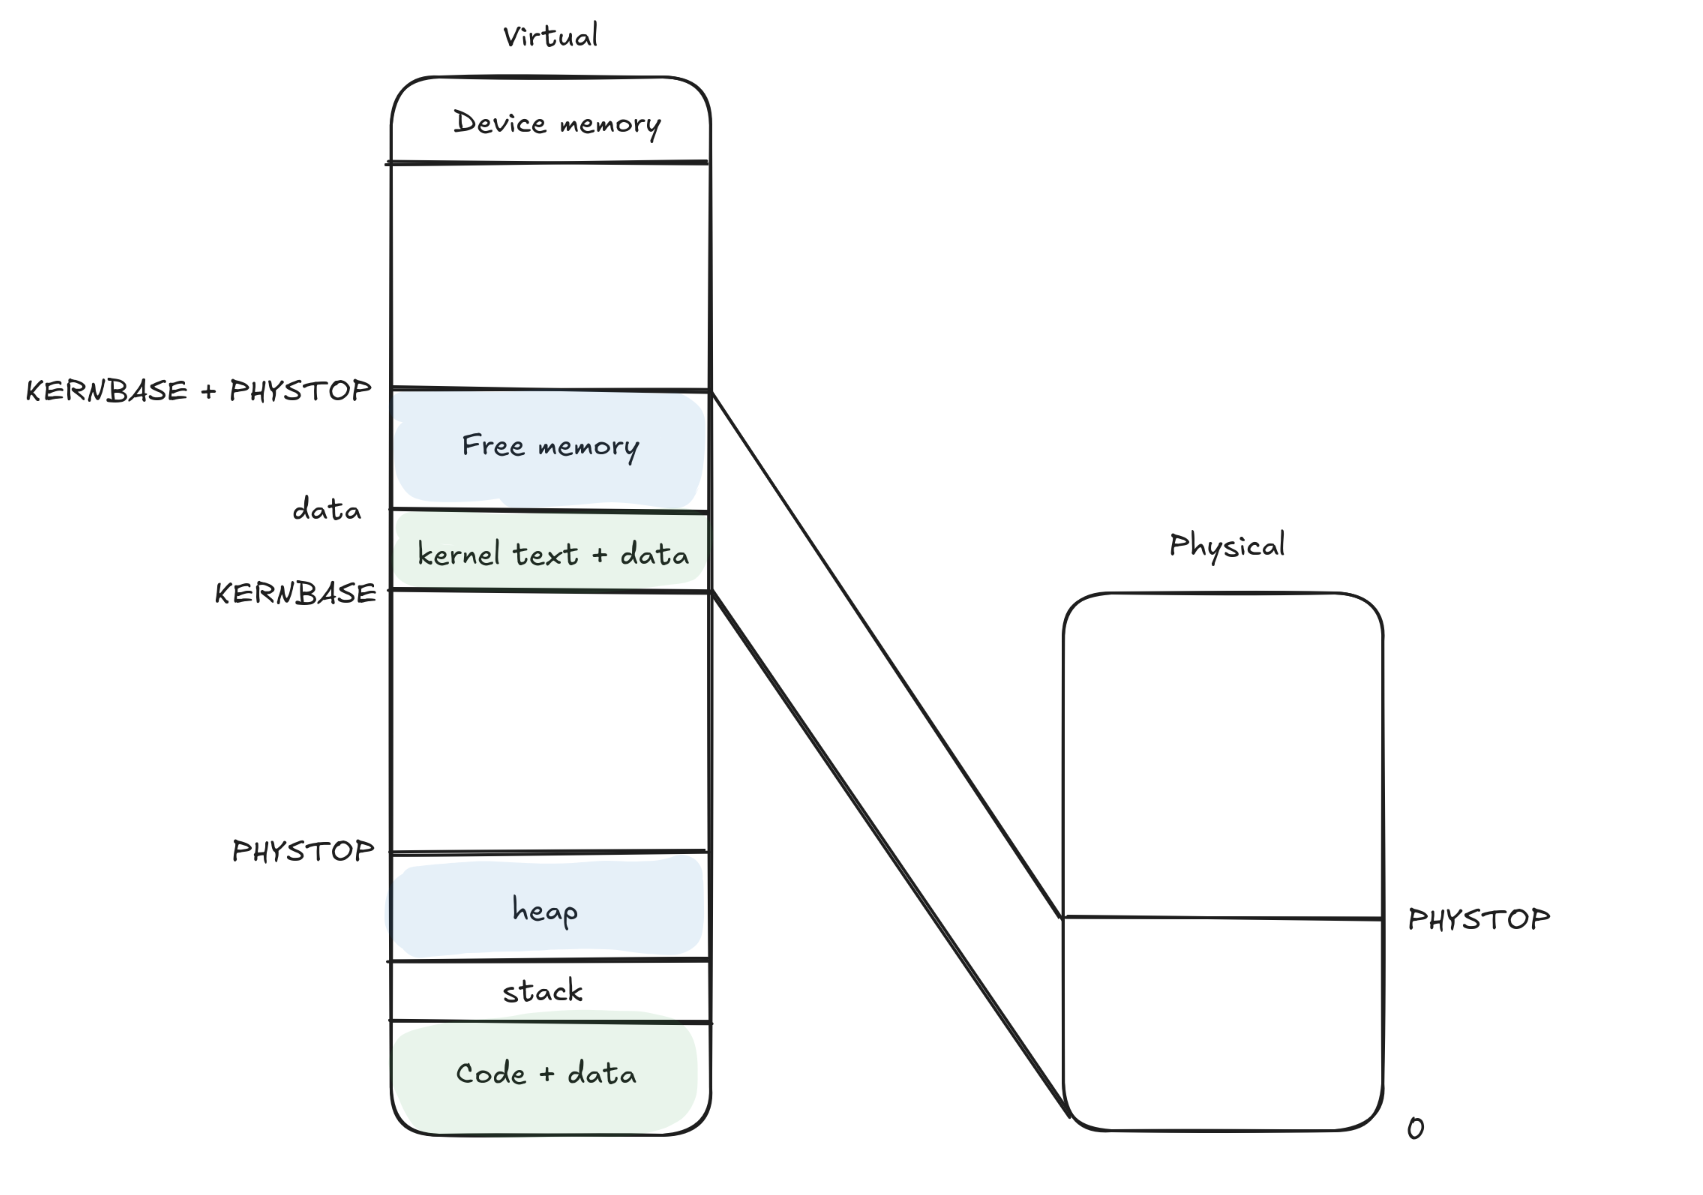 Virtual
Device memory
KERNBASE + PHYSTOP
Free memory
data
kernel text + data
KERNBASE
Physical
PHYSTOP
heap
PHYSTOP
stack
Code + data
0